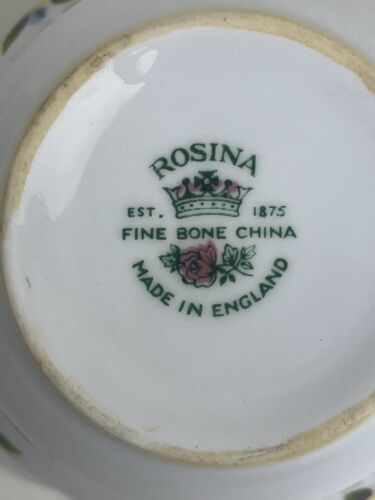 ROSINA
EST. 1875
FINE BONE CHINA
MADE IN ENGLAND